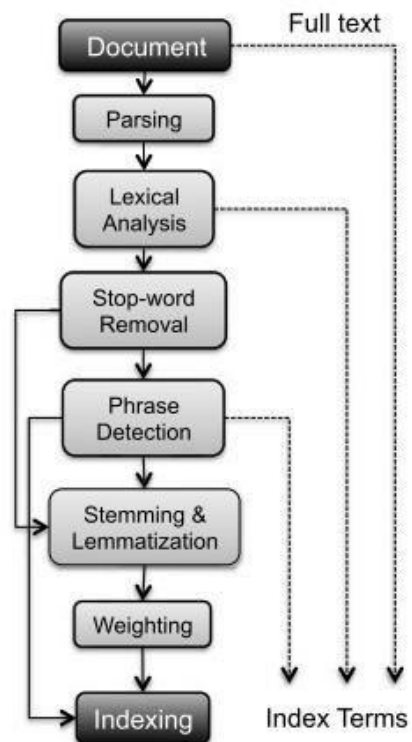 Full text
Document
Parsing
Lexical
Analysis
Stop-word
Removal
Phrase
Detection
Stemming &
Lemmatization
Weighting
Indexing
Index Terms